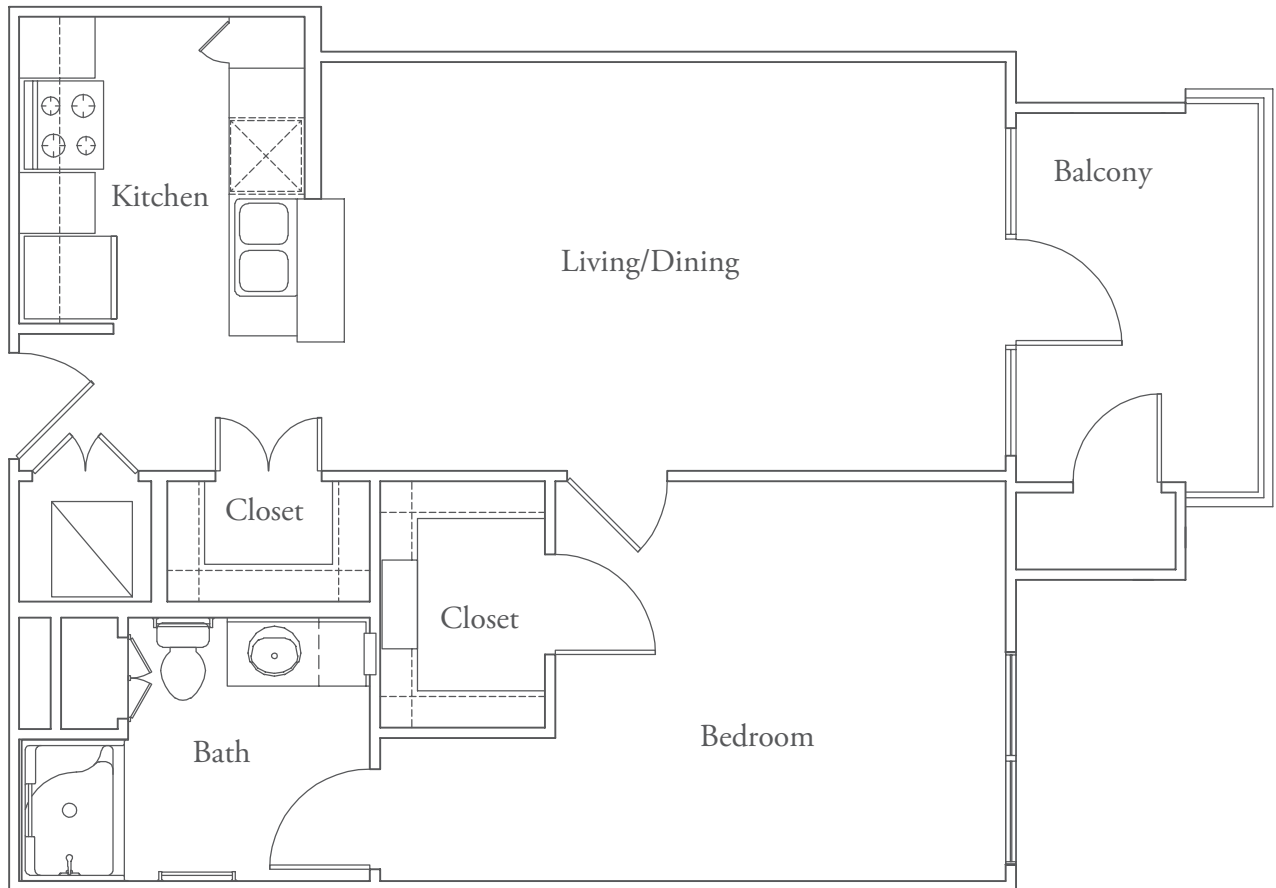 Kitchen
Balcony
Living/Dining
Closet
Closet
Bedroom
Bath